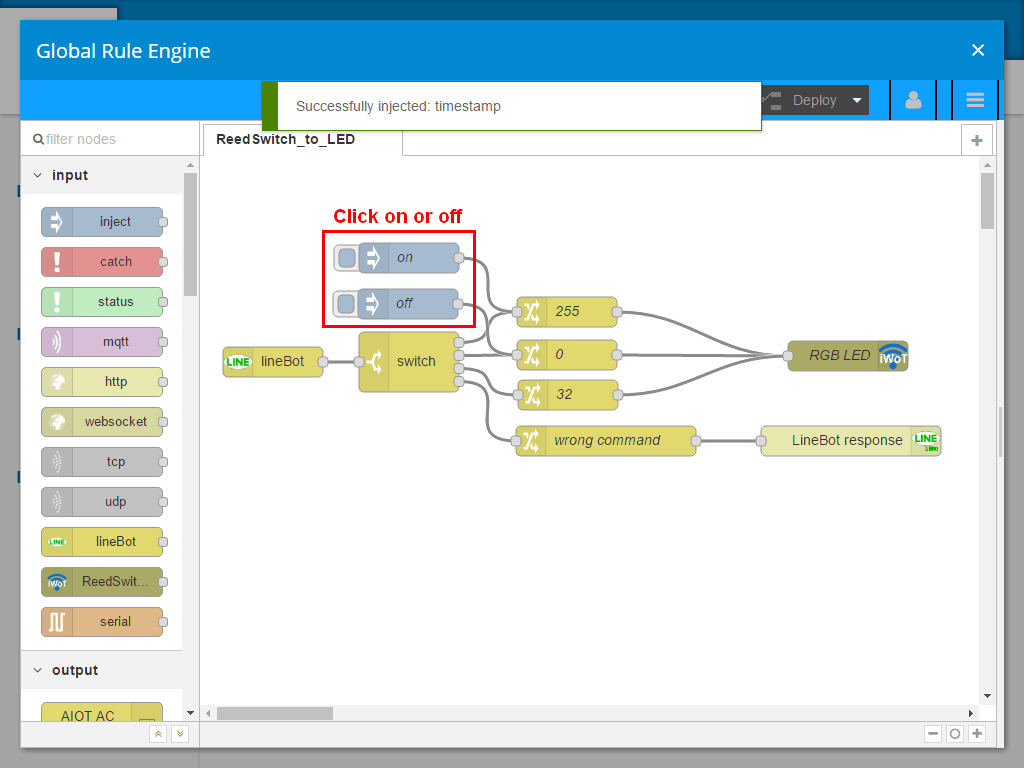 Global Rule Engine
×
Successfully injected: timestamp
Deploy
filter nodes
ReedSwitch_to_LED
input
inject
catch
status
mqtt
http
websocket
tcp
udp
LINE
lineBot
iWoT
ReedSwit...
serial
output
AIOT AC
Click on or off
on
off
255
LINE
lineBot
switch
0
RGB LED
iWoT
32
wrong command
LineBot response
LINE